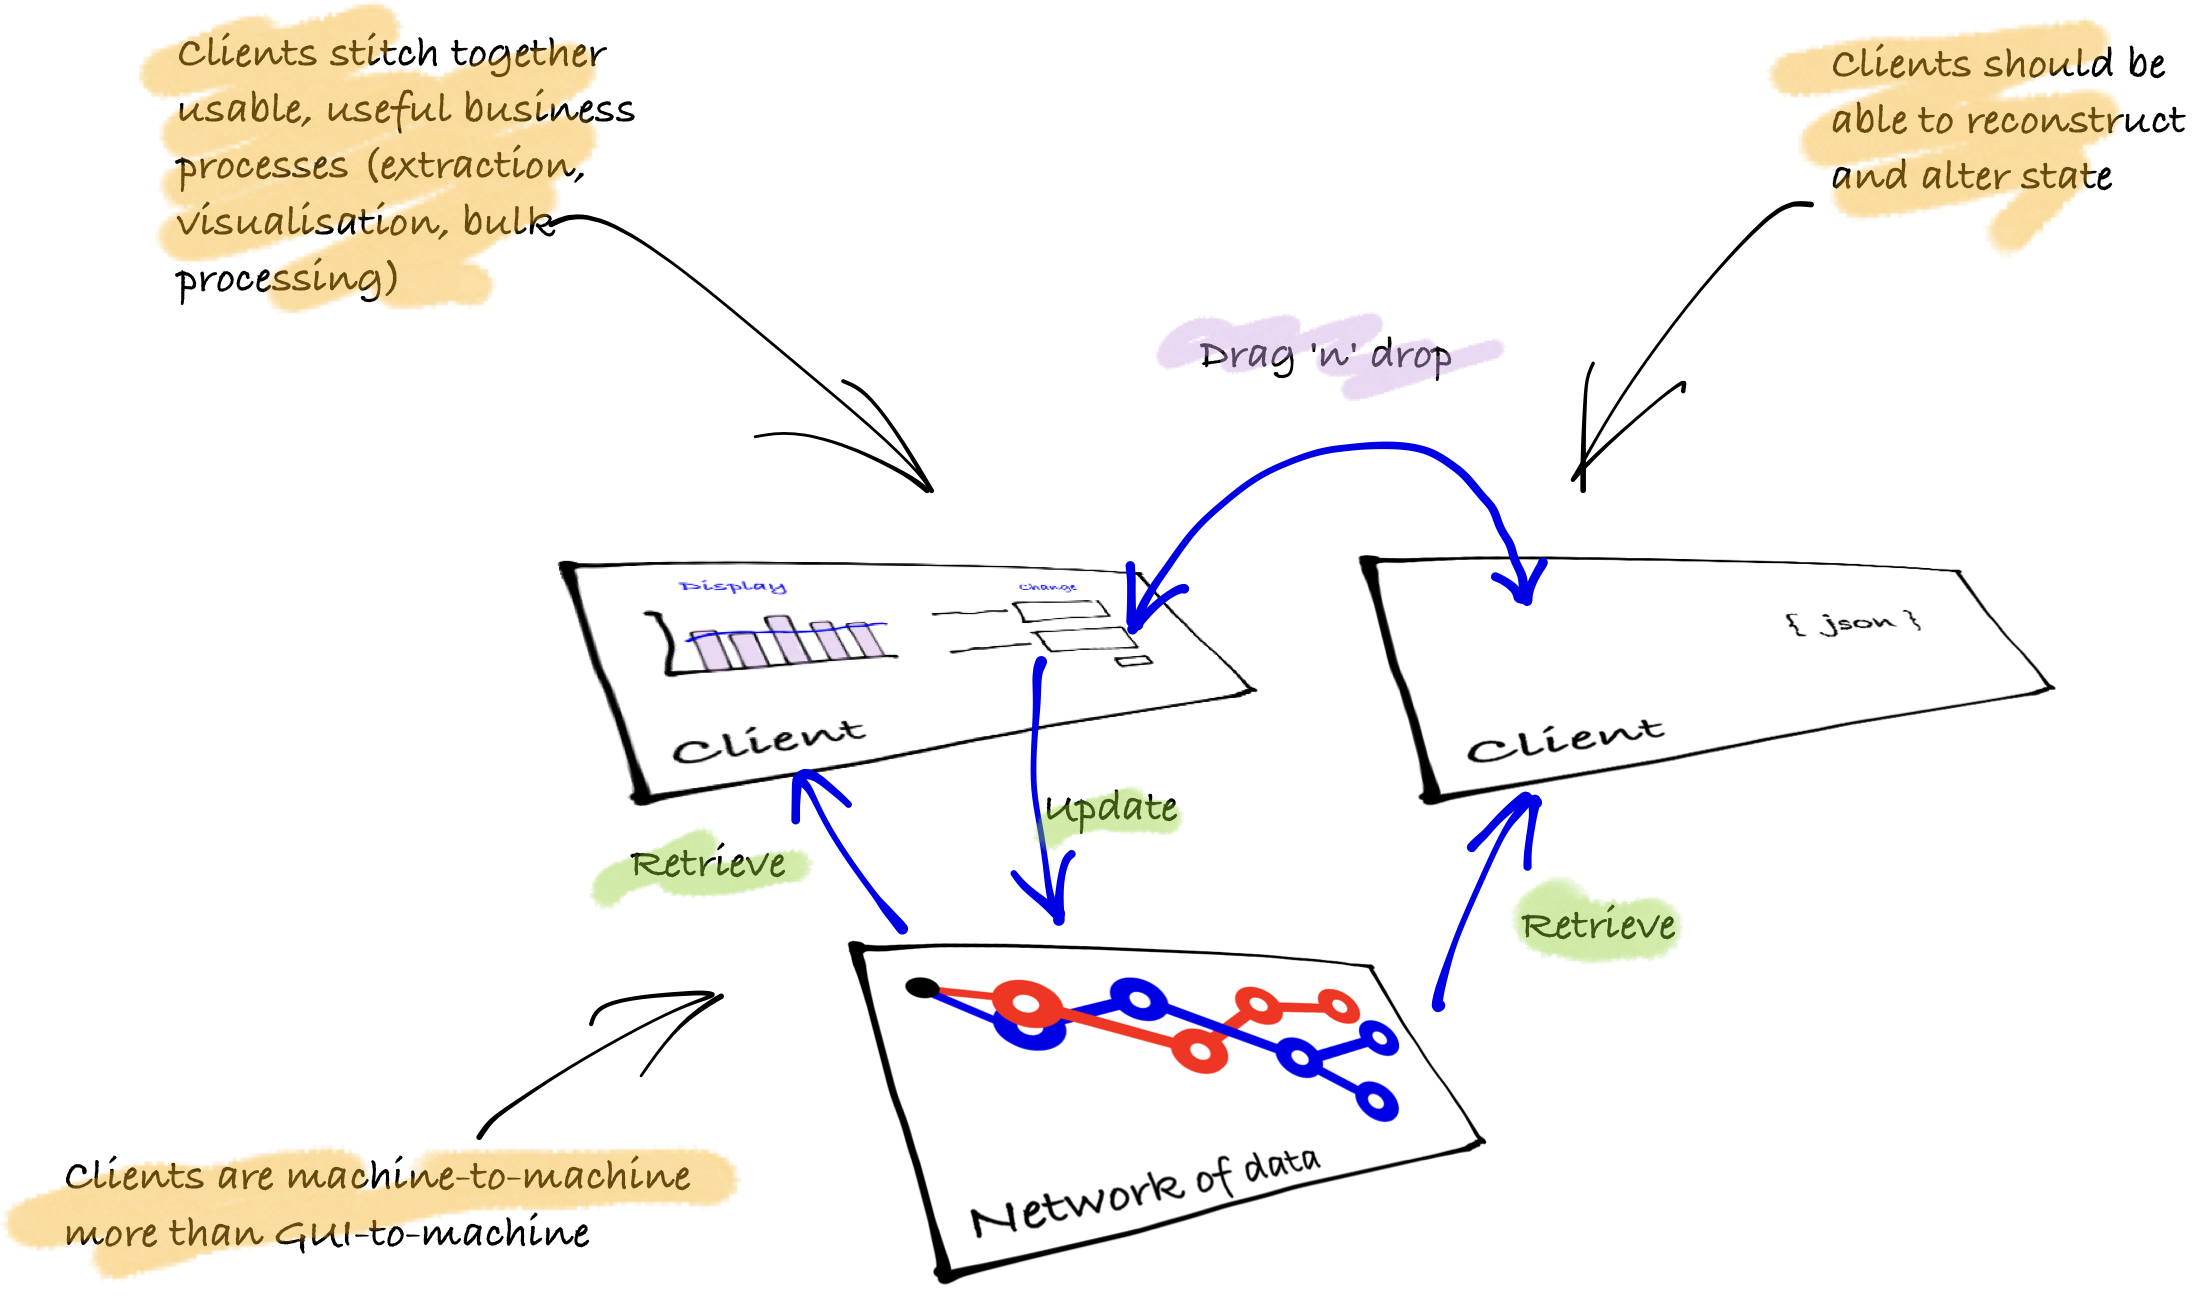 Clients stitch together
usable, useful business
processes (extraction,
visualisation, bulk
processing)
Clients should be
able to reconstruct
and alter state
Drag 'n' drop
Display
Change
{ json }
Client
Client
Update
Retrieve
Retrieve
Network of data
Clients are machine-to-machine
more than GUI-to-machine